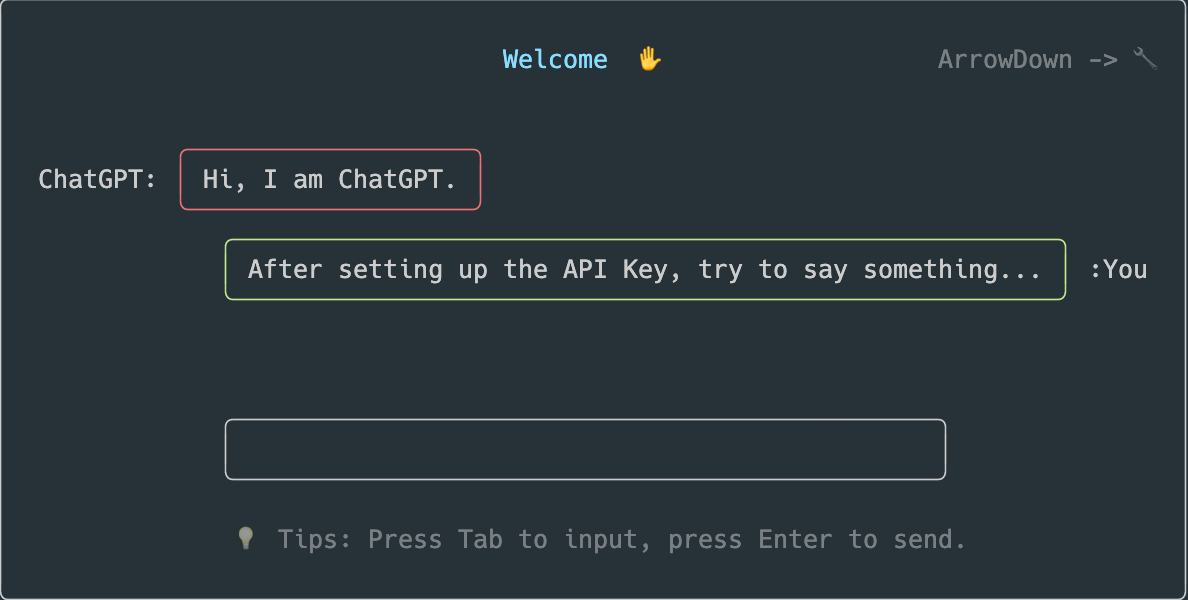 Welcome ✋ ArrowDown -> 🔧
ChatGPT: Hi, I am ChatGPT.
After setting up the API Key, try to say something... :You
💡 Tips: Press Tab to input, press Enter to send.